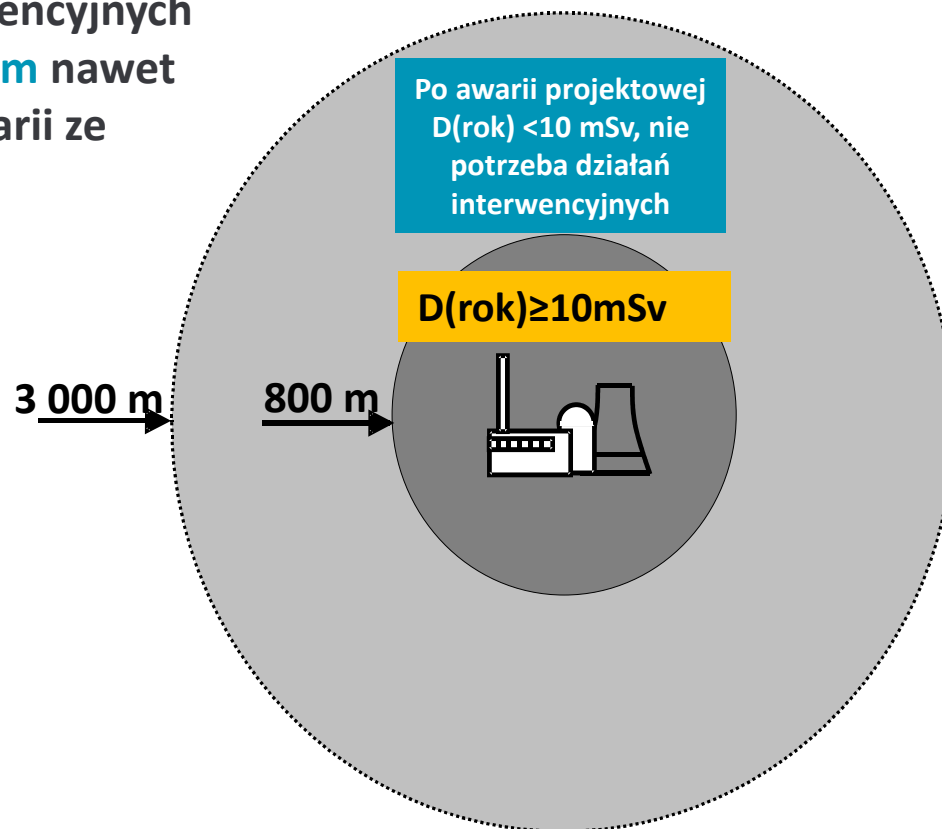 encyjnych
m nawet
arii ze
Po awarii projektowej
D(rok) <10 mSv, nie
potrzeba działań
interwencyjnych
D(rok)≥10mSv
3 000 m
800 m